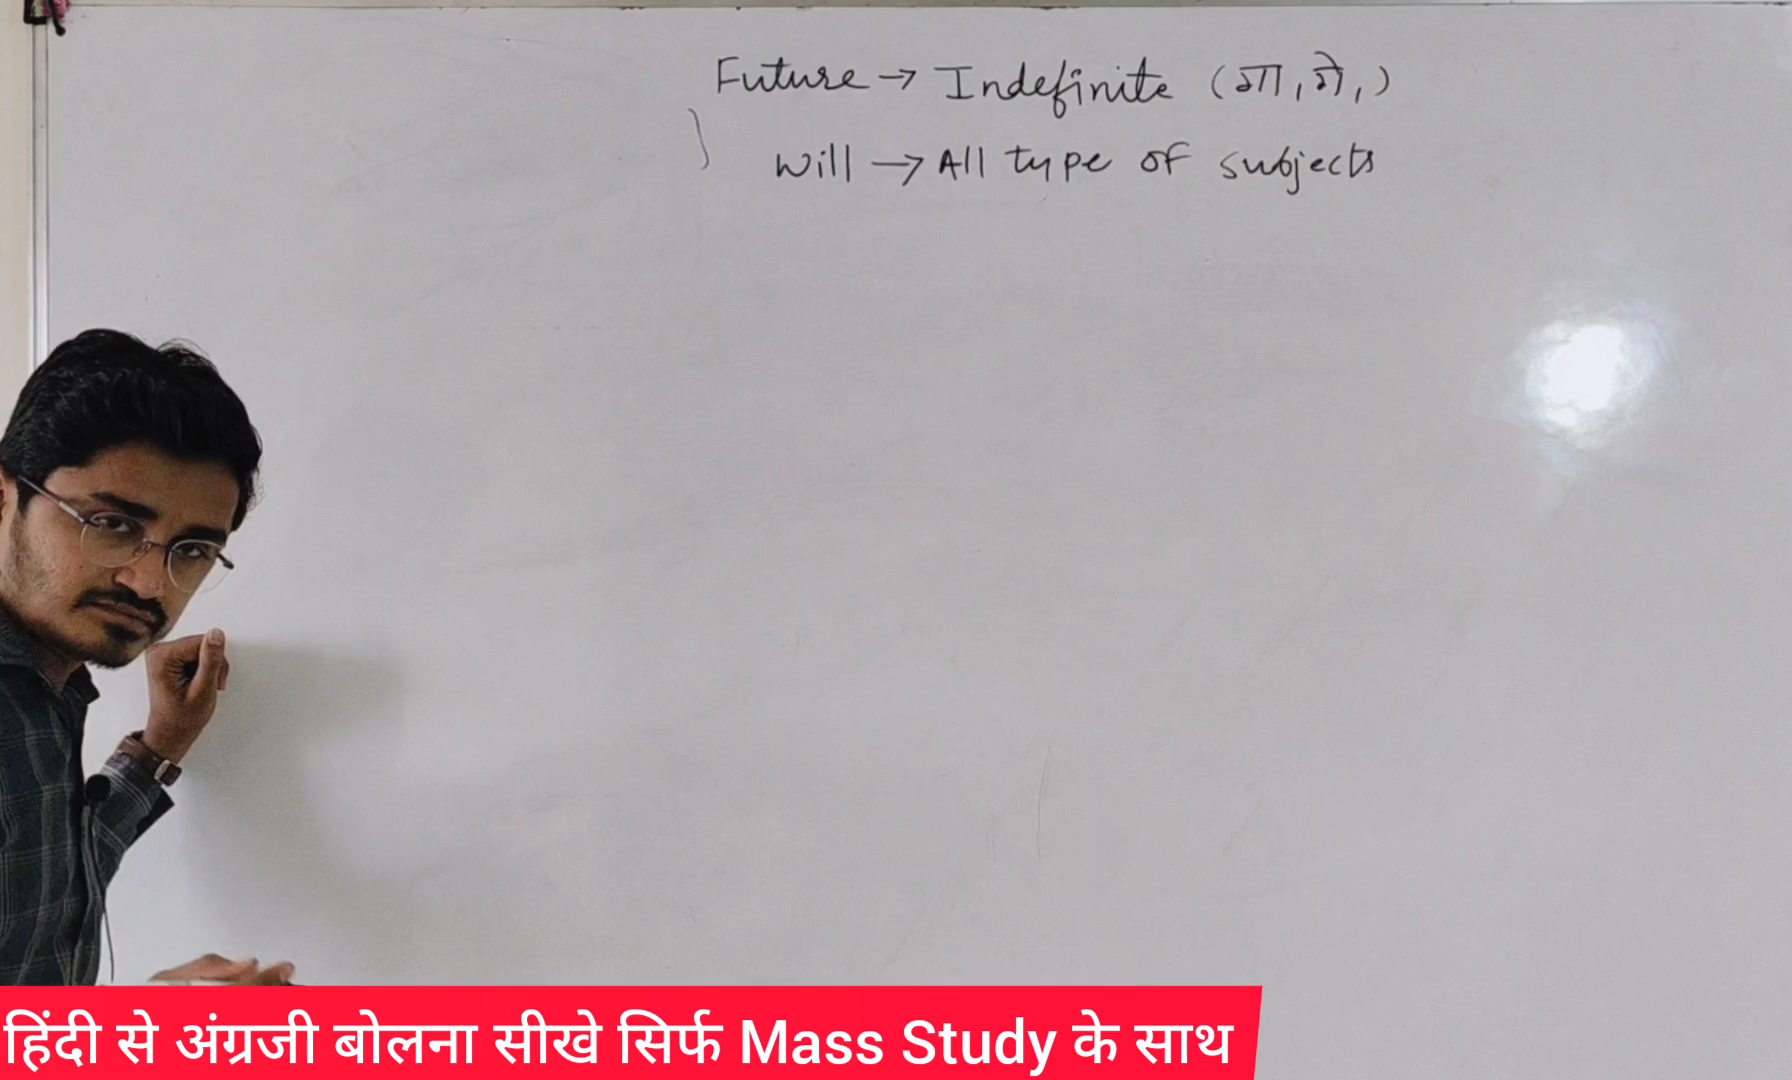 Future → Indefinite (गा, गे, )
will → All type of subjects
हिंदी से अंग्रजी बोलना सीखे सिर्फ Mass Study के साथ